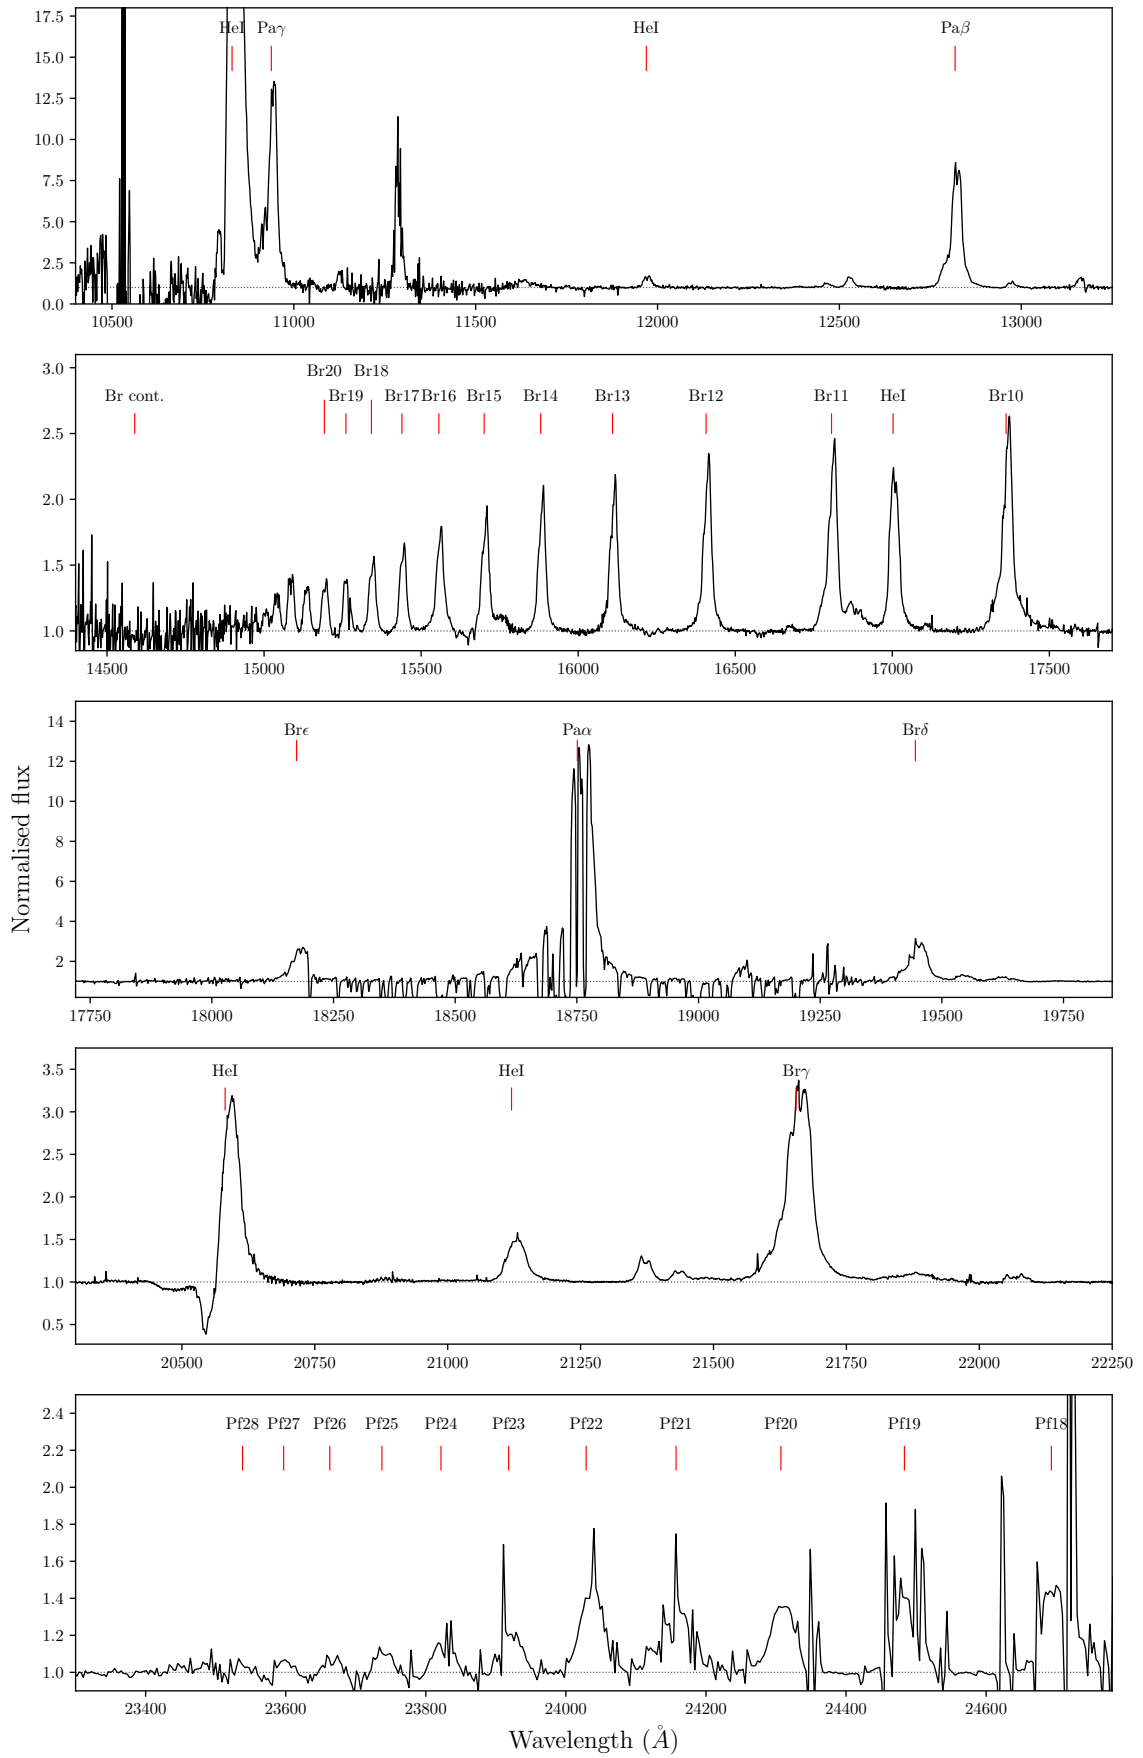 HeI Paγ HeI Paβ
17.5
15.0
12.5
10.0
7.5
5.0
2.5
0.0
10500 11000 11500 12000 12500 13000
Br20 Br18
Br cont. Br19 Br17 Br16 Br15 Br14 Br13 Br12 Br11 HeI Br10
3.0
2.5
2.0
1.5
1.0
14500 15000 15500 16000 16500 17000 17500
Brϵ Paα Brδ
14
12
10
8
6
4
2
17750 18000 18250 18500 18750 19000 19250 19500 19750
Normalised flux
HeI HeI Brγ
3.5
3.0
2.5
2.0
1.5
1.0
0.5
20500 20750 21000 21250 21500 21750 22000 22250
Pf28 Pf27 Pf26 Pf25 Pf24 Pf23 Pf22 Pf21 Pf20 Pf19 Pf18
2.4
2.2
2.0
1.8
1.6
1.4
1.2
1.0
23400 23600 23800 24000 24200 24400 24600
Wavelength (Å)